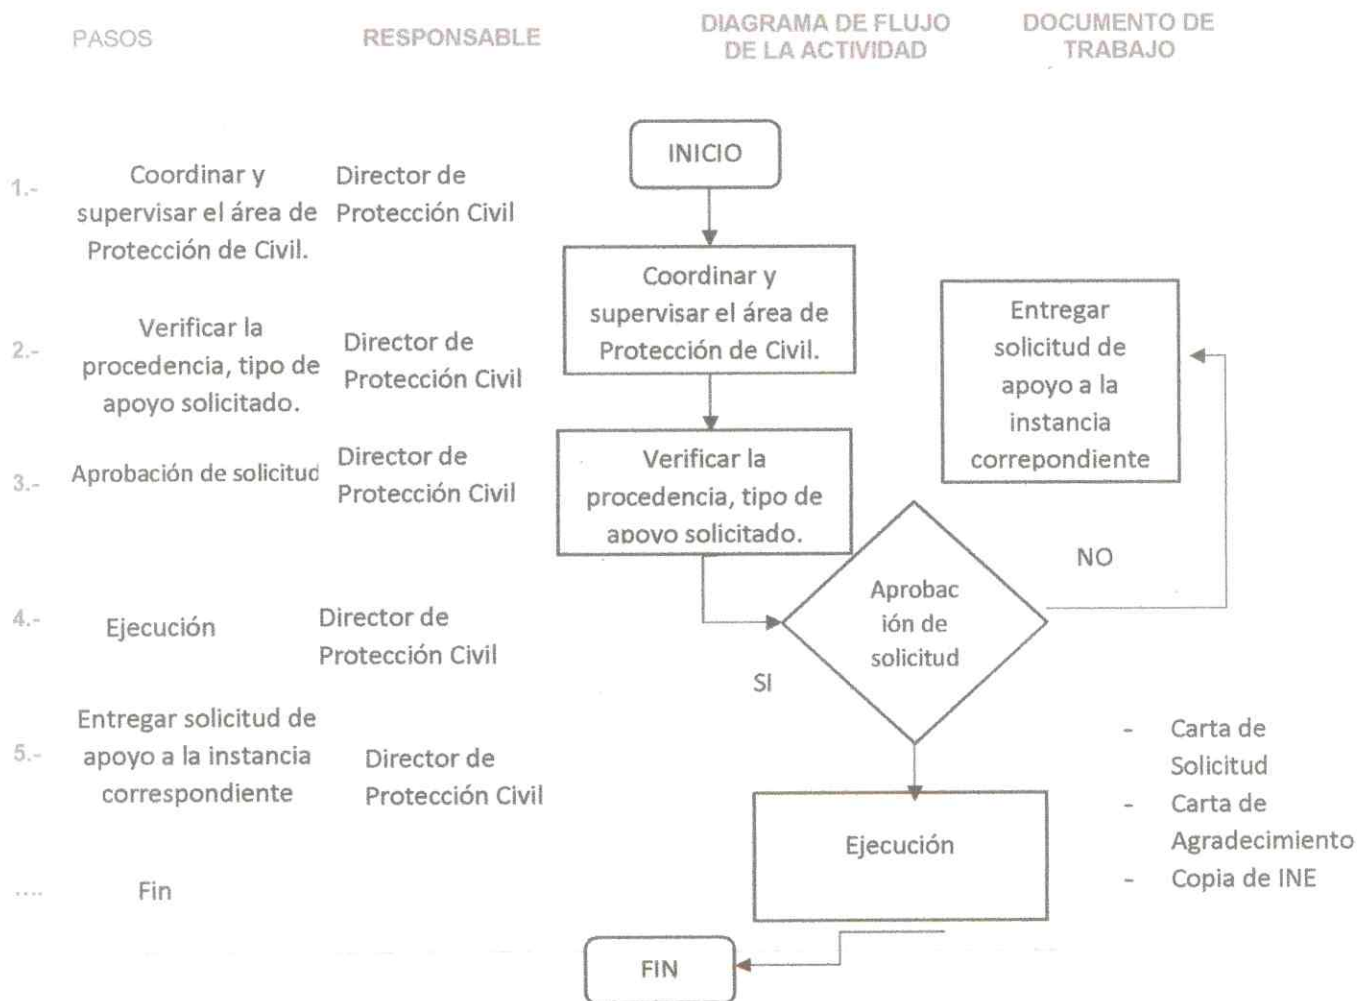 PASOS
RESPONSABLE
DIAGRAMA DE FLUJO
DE LA ACTIVIDAD
DOCUMENTO DE
TRABAJO
1.-
Coordinar y
supervisar el área de
Protección de Civil.
Director de
Protección Civil
2.-
Verificar la
procedencia, tipo de
apoyo solicitado.
Director de
Protección Civil
3.-
Aprobación de solicitud
Director de
Protección Civil
4.-
Ejecución
Director de
Protección Civil
5.-
Entregar solicitud de
apoyo a la instancia
correspondiente
Director de
Protección Civil
....
Fin
INICIO
Coordinar y
supervisar el área de
Protección de Civil.
Verificar la
procedencia, tipo de
apoyo solicitado.
Aprobac
ión de
solicitud
NO
SI
Entregar
solicitud de
apoyo a la
instancia
correpondiente
Ejecución
FIN
- Carta de
Solicitud
- Carta de
Agradecimiento
- Copia de INE